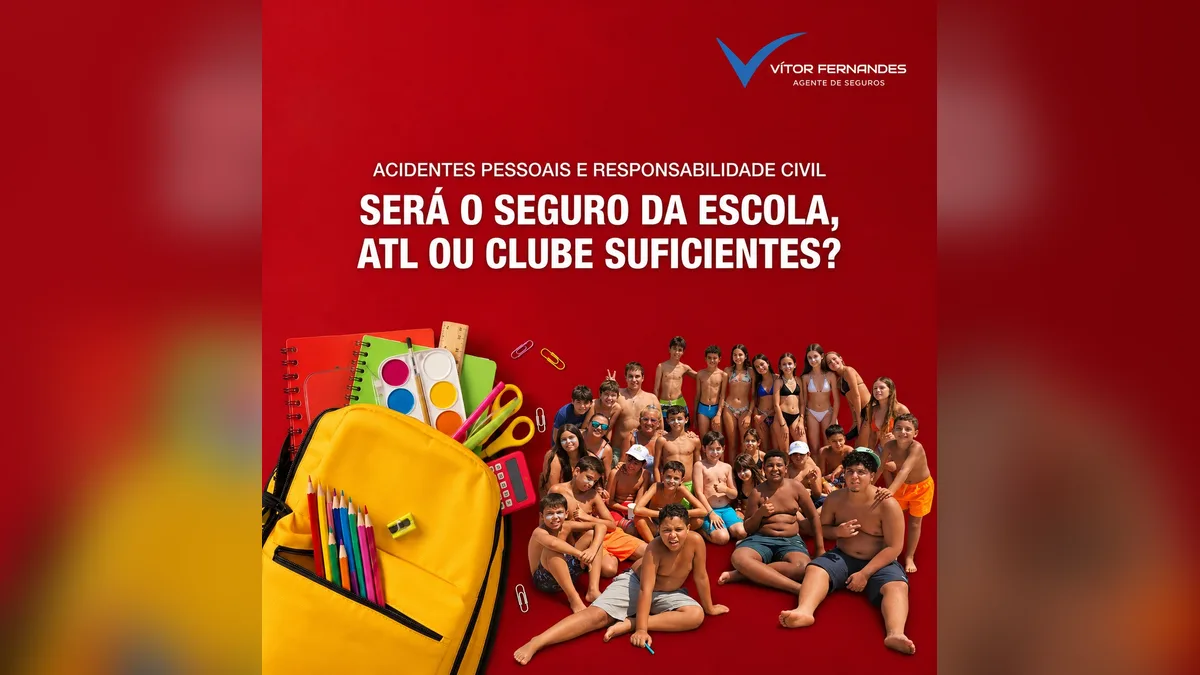 VÍTOR FERNANDES
AGENTE DE SEGUROS
ACIDENTES PESSOAIS E RESPONSABILIDADE CIVIL
SERÁ O SEGURO DA ESCOLA,
ATL OU CLUBE SUFICIENTES?